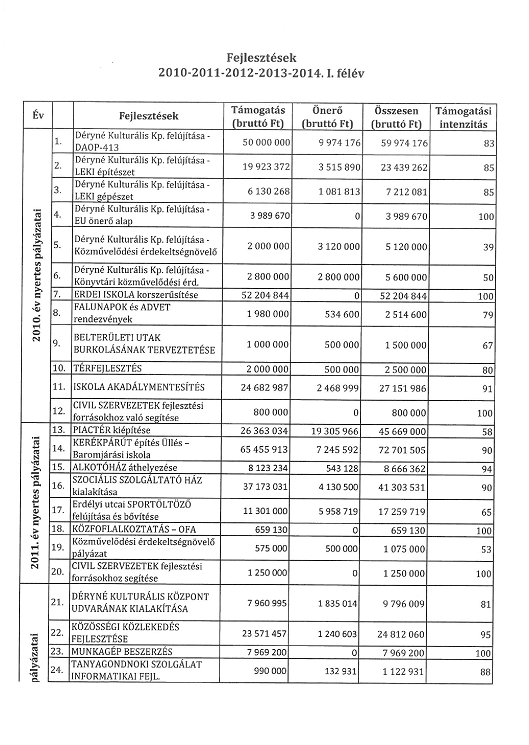 Fejlesztések
2010-2011-2012-2013-2014. I. félév
Év Fejlesztések Támogatás (bruttó Ft) Önerő (bruttó Ft) Összesen (bruttó Ft) Támogatási intenzitás
2010. év nyertes pályázatai
1. Déryné Kulturális Kp. felújítása - DAOP-413 50 000 000 9 974 176 59 974 176 83
2. Déryné Kulturális Kp. felújítása - LEKI építészet 19 923 372 3 515 890 23 439 262 85
3. Déryné Kulturális Kp. felújítása - LEKI gépészet 6 130 268 1 081 813 7 212 081 85
4. Déryné Kulturális Kp. felújítása - EU önerő alap 3 989 670 0 3 989 670 100
5. Déryné Kulturális Kp. felújítása - Közművelődési érdekeltségnövelő 2 000 000 3 120 000 5 120 000 39
6. Déryné Kulturális Kp. felújítása - Könyvtári közművelődési érd. 2 800 000 2 800 000 5 600 000 50
7. ERDEI ISKOLA korszerűsítése 52 204 844 0 52 204 844 100
8. FALUNAPOK és ADVET rendezvények 1 980 000 534 600 2 514 600 79
9. BELTERÜLETI UTAK BURKOLÁSÁNAK TERVEZTETÉSE 1 000 000 500 000 1 500 000 67
10. TÉRFEJLESZTÉS 2 000 000 500 000 2 500 000 80
11. ISKOLA AKADÁLYMENTESÍTÉS 24 682 987 2 468 999 27 151 986 91
12. CIVIL SZERVEZETEK fejlesztési forrásokhoz való segítése 800 000 0 800 000 100
2011. év nyertes pályázatai
13. PIACTÉR kiépítése 26 363 034 19 305 966 45 669 000 58
14. KERÉKPÁRÚT építés Üllés – Baromjárási iskola 65 455 913 7 245 592 72 701 505 90
15. ALKOTÓHÁZ áthelyezése 8 123 234 543 128 8 666 362 94
16. SZOCIÁLIS SZOLGÁLTATÓ HÁZ kialakítása 37 173 031 4 130 500 41 303 531 90
17. Erdélyi utcai SPORTÖLTÖZŐ felújítása és bővítése 11 301 000 5 958 719 17 259 719 65
18. KÖZFOFLALKOZTATÁS – OFA 659 130 0 659 130 100
19. Közművelődési érdekeltségnövelő pályázat 575 000 500 000 1 075 000 53
20. CIVIL SZERVEZETEK fejlesztési forrásokhoz segítése 1 250 000 0 1 250 000 100
pályázatai
21. DÉRYNÉ KULTURÁLIS KÖZPONT UDVARÁNAK KIALAKÍTÁSA 7 960 995 1 835 014 9 796 009 81
22. KÖZÖSSÉGI KÖZLEKEDÉS FEJLESZTÉSE 23 571 457 1 240 603 24 812 060 95
23. MUNKAGÉP BESZERZÉS 7 969 200 0 7 969 200 100
24. TANYAGONDNOKI SZOLGÁLAT INFORMATIKAI FEJL. 990 000 132 931 1 122 931 88